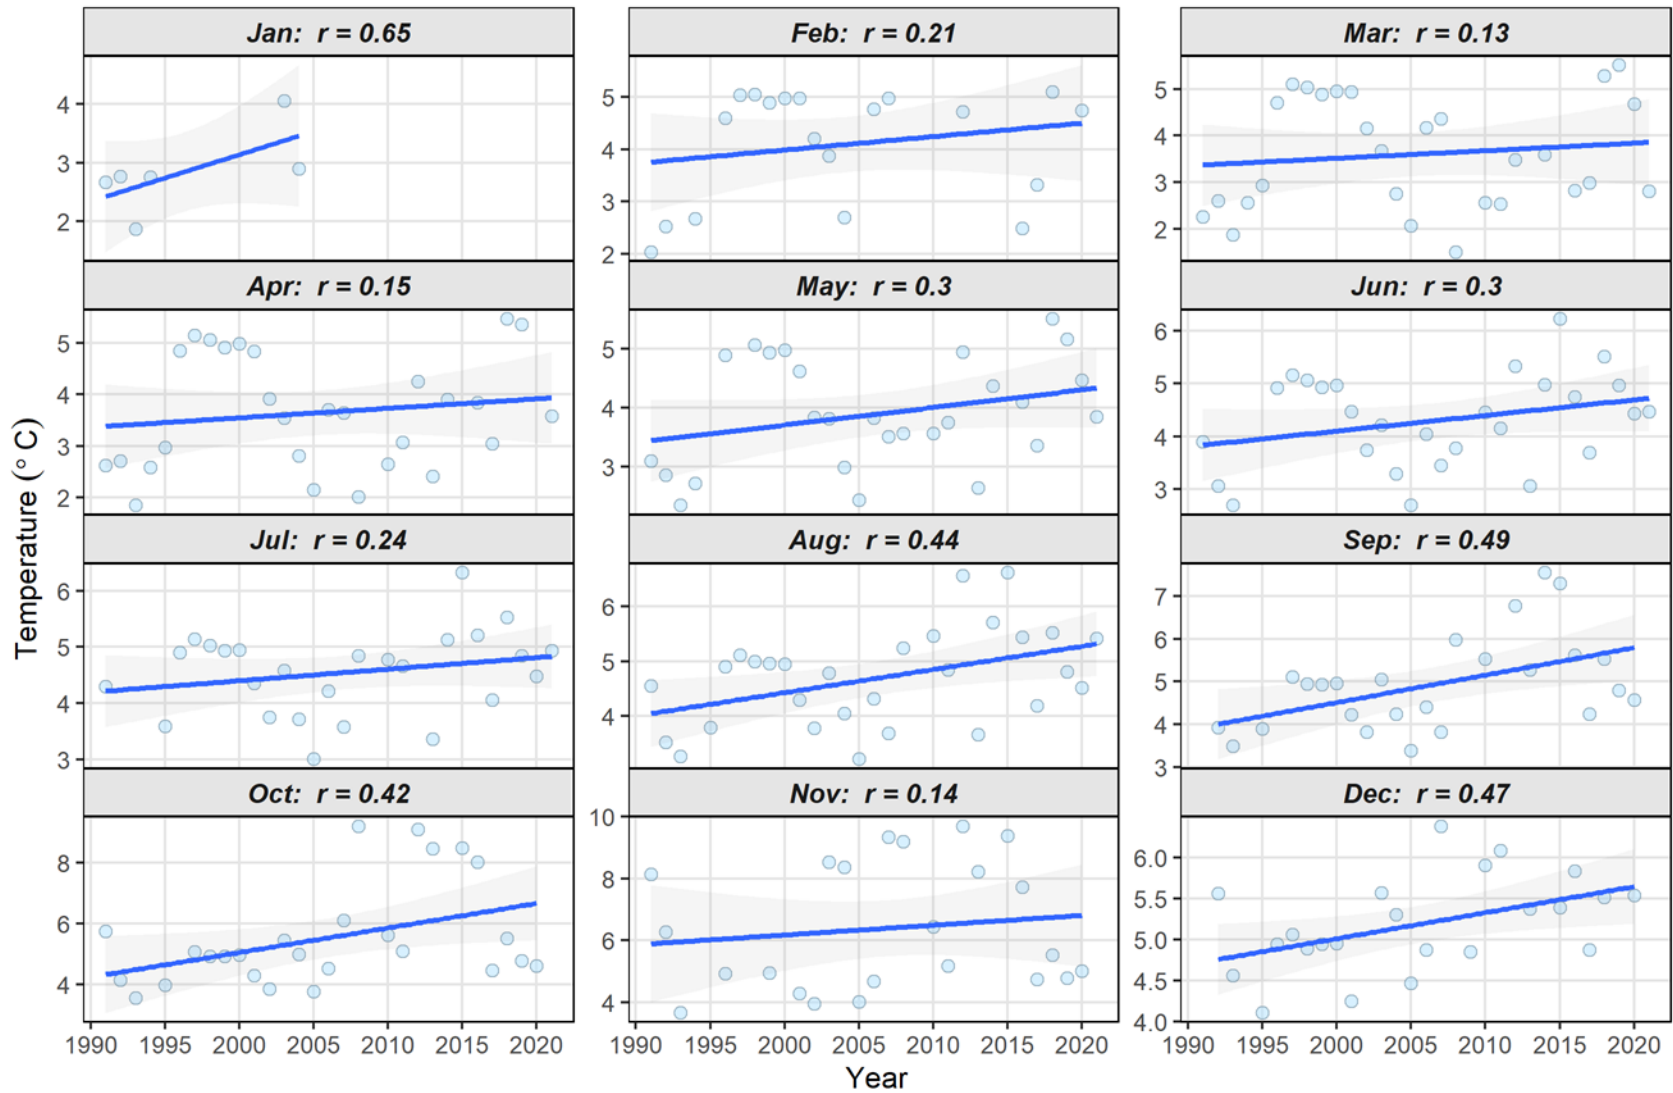 Jan: r = 0.65
Feb: r = 0.21
Mar: r = 0.13
4
3
2
5
4
3
2
5
4
3
2
Apr: r = 0.15
May: r = 0.3
Jun: r = 0.3
5
4
3
2
5
4
3
6
5
4
3
Jul: r = 0.24
Aug: r = 0.44
Sep: r = 0.49
6
5
4
3
6
5
4
7
6
5
4
3
Oct: r = 0.42
Nov: r = 0.14
Dec: r = 0.47
8
6
4
10
8
6
4
6.0
5.5
5.0
4.5
4.0
1990 1995 2000 2005 2010 2015 2020
1990 1995 2000 2005 2010 2015 2020
1990 1995 2000 2005 2010 2015 2020
Temperature (° C)
Year